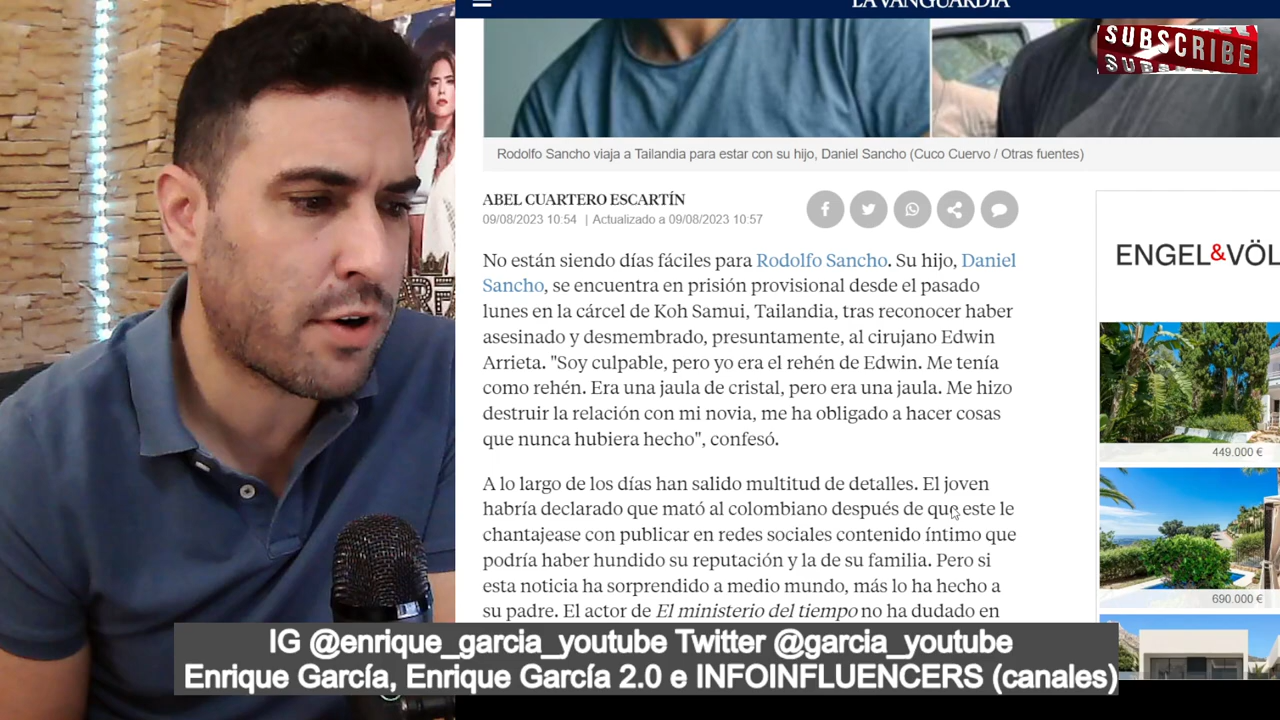 LA VANGUARDIA
SUBSCRIBE
Rodolfo Sancho viaja a Tailandia para estar con su hijo, Daniel Sancho (Cuco Cuervo / Otras fuentes)
ABEL CUARTERO ESCARTÍN
09/08/2023 10:54 | Actualizado a 09/08/2023 10:57
ENGEL&VÖL
No están siendo días fáciles para Rodolfo Sancho. Su hijo, Daniel
Sancho, se encuentra en prisión provisional desde el pasado
lunes en la cárcel de Koh Samui, Tailandia, tras reconocer haber
asesinado y desmembrado, presuntamente, al cirujano Edwin
Arrieta. "Soy culpable, pero yo era el rehén de Edwin. Me tenía
como rehén. Era una jaula de cristal, pero era una jaula. Me hizo
destruir la relación con mi novia, me ha obligado a hacer cosas
que nunca hubiera hecho", confesó.
449.000 €
A lo largo de los días han salido multitud de detalles. El joven
habría declarado que mató al colombiano después de que este le
chantajease con publicar en redes sociales contenido íntimo que
podría haber hundido su reputación y la de su familia. Pero si
esta noticia ha sorprendido a medio mundo, más lo ha hecho a
su padre. El actor de El ministerio del tiempo no ha dudado en
690.000 €
IG @enrique_garcia_youtube Twitter @garcia_youtube
Enrique García, Enrique García 2.0 e INFOINFLUENCERS (canales)